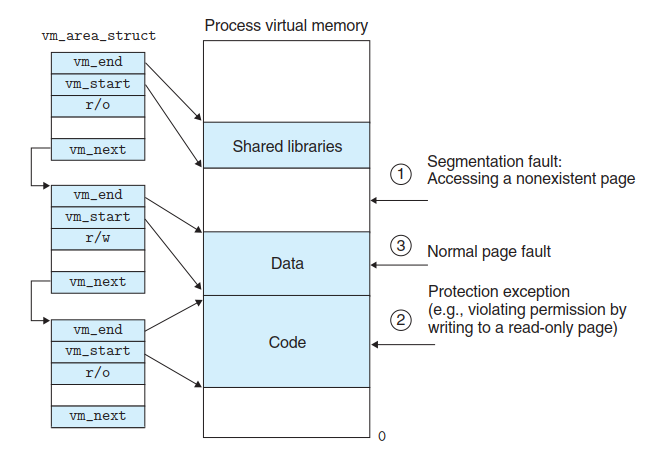 Process virtual memory
vm_area_struct
vm_end
vm_start
r/o
vm_next
vm_end
vm_start
r/w
vm_next
vm_end
vm_start
r/o
vm_next
Shared libraries
Data
Code
0
1
Segmentation fault:
Accessing a nonexistent page
3
Normal page fault
2
Protection exception
(e.g., violating permission by
writing to a read-only page)